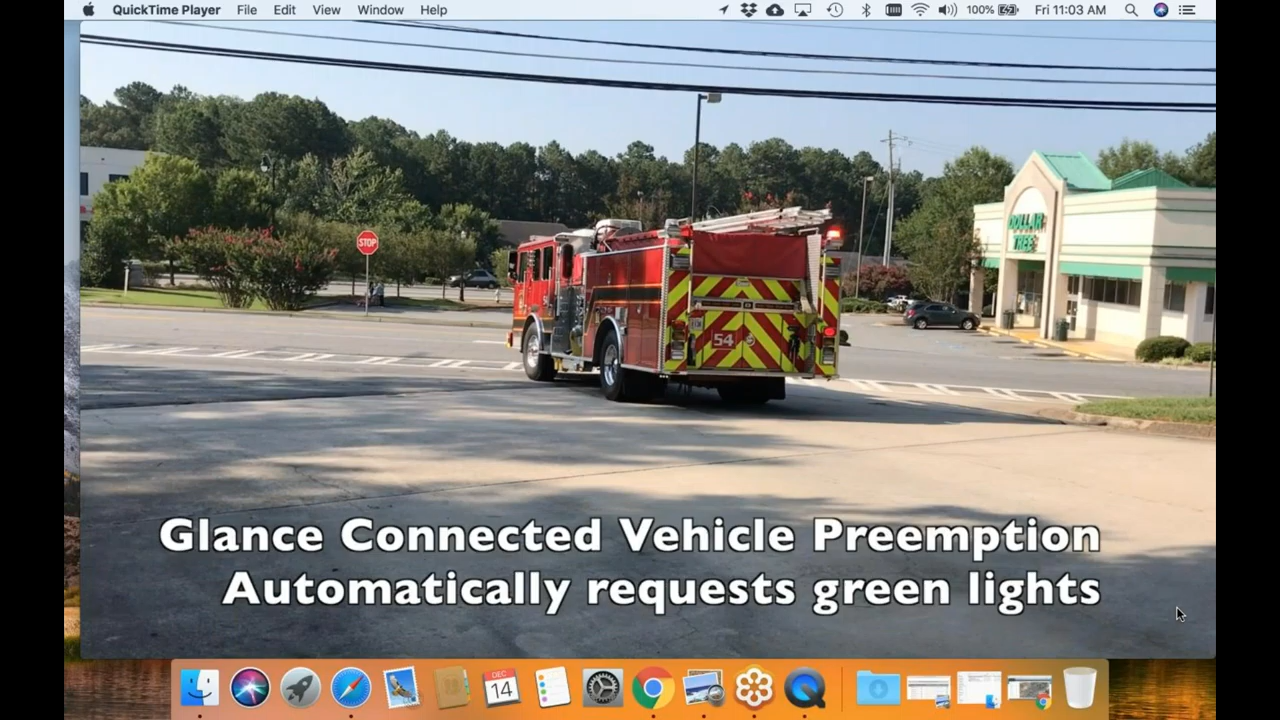 QuickTime Player File Edit View Window Help 100% Fri 11:03 AM
STOP
DOLLAR
TREE
54
Glance Connected Vehicle Preemption
Automatically requests green lights
DEC
14